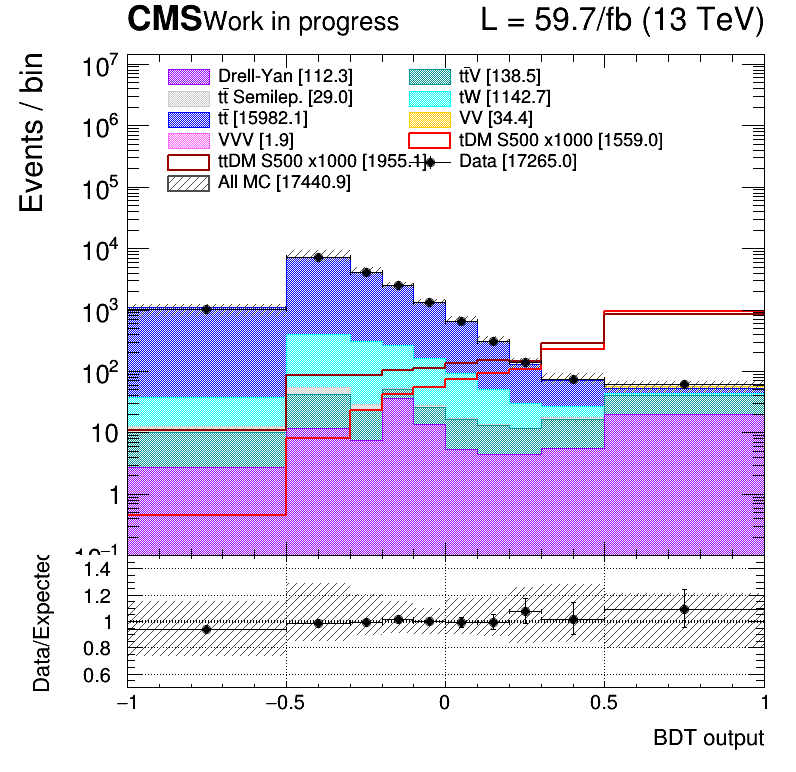 CMS Work in progress L = 59.7/fb (13 TeV)
Events / bin
10⁷
10⁶
10⁵
10⁴
10³
10²
10
1
10⁻¹
Drell-Yan [112.3] tt̄V [138.5]
tt̄ Semilep. [29.0] tW [1142.7]
tt̄ [15982.1] VV [34.4]
VVV [1.9] tDM S500 x1000 [1559.0]
ttDM S500 x1000 [1955.1] Data [17265.0]
All MC [17440.9]
Data/Expected
1.4
1.2
1
0.8
0.6
−1 −0.5 0 0.5 1
BDT output